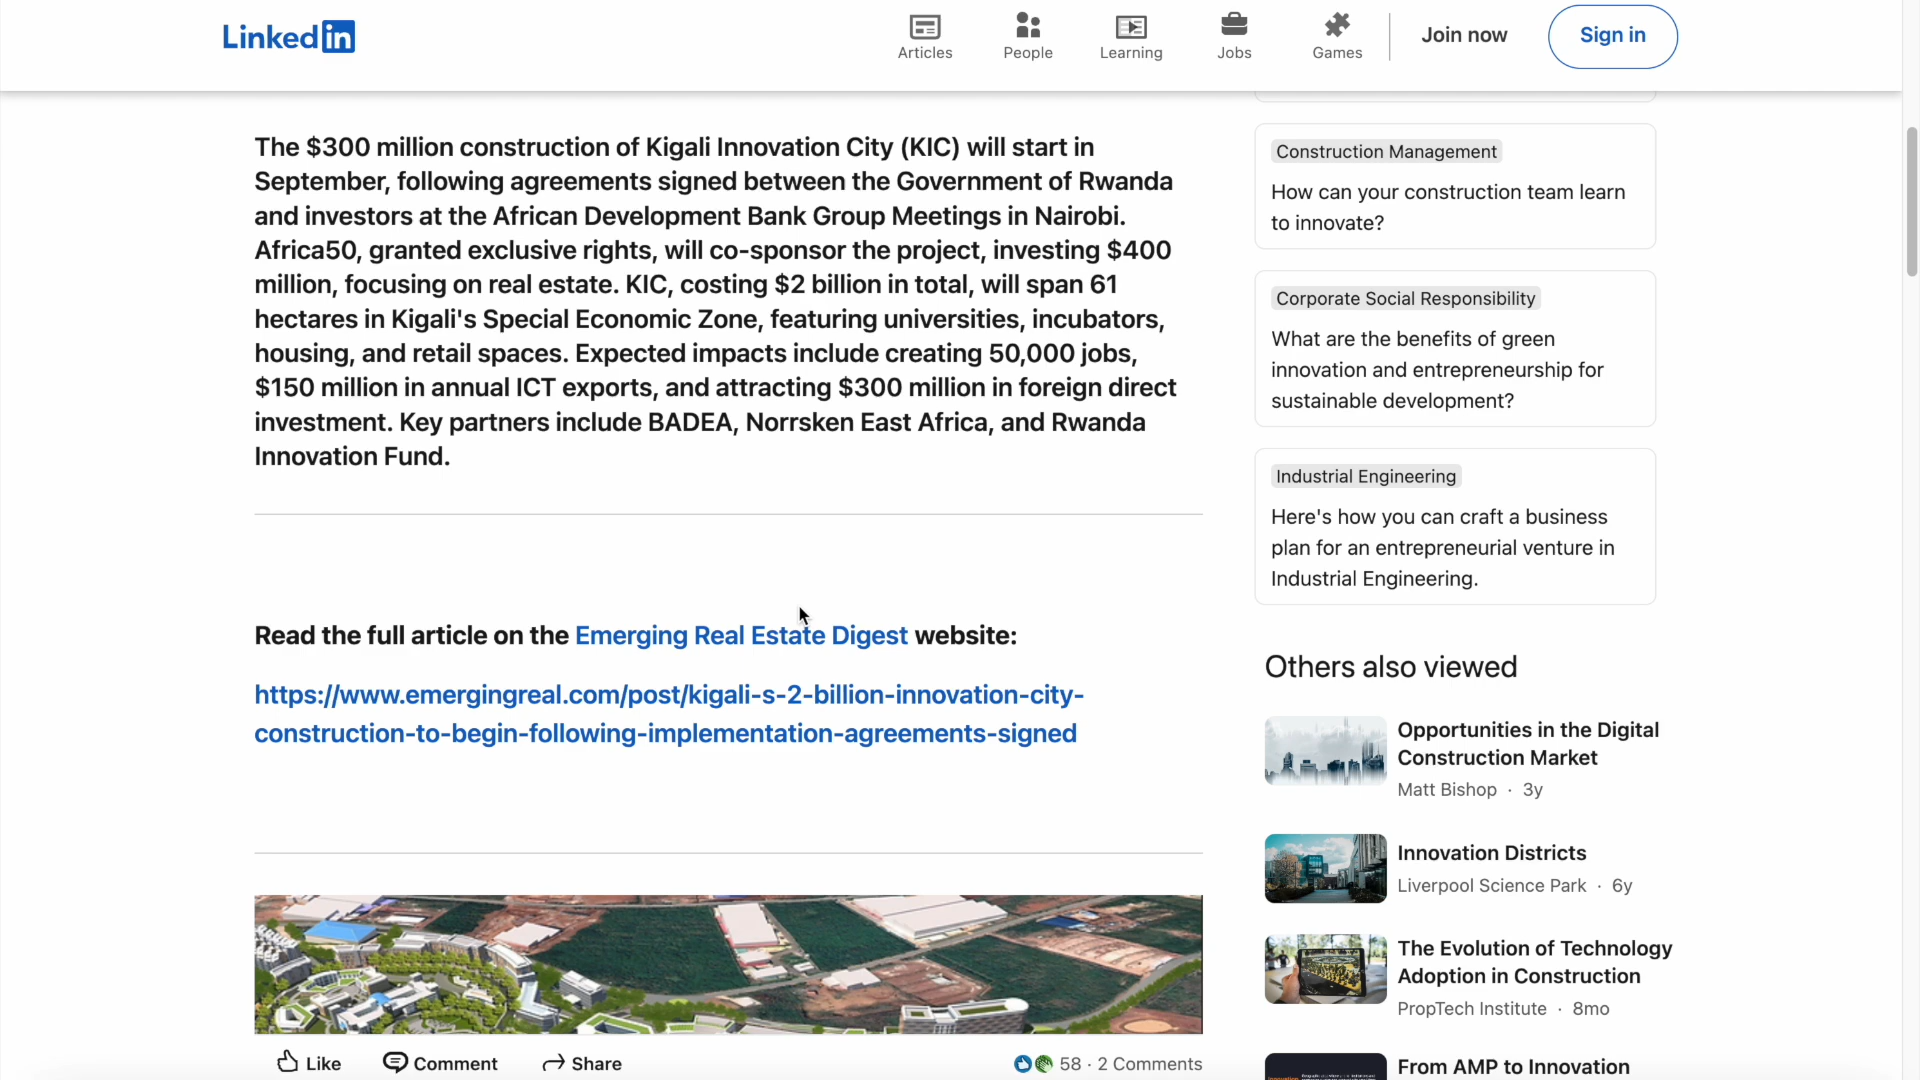 Linked in
Articles
People
Learning
Jobs
Games
Join now
Sign in
The $300 million construction of Kigali Innovation City (KIC) will start in
September, following agreements signed between the Government of Rwanda
and investors at the African Development Bank Group Meetings in Nairobi.
Africa50, granted exclusive rights, will co-sponsor the project, investing $400
million, focusing on real estate. KIC, costing $2 billion in total, will span 61
hectares in Kigali's Special Economic Zone, featuring universities, incubators,
housing, and retail spaces. Expected impacts include creating 50,000 jobs,
$150 million in annual ICT exports, and attracting $300 million in foreign direct
investment. Key partners include BADEA, Norrsken East Africa, and Rwanda
Innovation Fund.
Read the full article on the Emerging Real Estate Digest website:
https://www.emergingreal.com/post/kigali-s-2-billion-innovation-city-
construction-to-begin-following-implementation-agreements-signed
Like
Comment
Share
58 · 2 Comments
Construction Management
How can your construction team learn
to innovate?
Corporate Social Responsibility
What are the benefits of green
innovation and entrepreneurship for
sustainable development?
Industrial Engineering
Here's how you can craft a business
plan for an entrepreneurial venture in
Industrial Engineering.
Others also viewed
Opportunities in the Digital
Construction Market
Matt Bishop · 3y
Innovation Districts
Liverpool Science Park · 6y
The Evolution of Technology
Adoption in Construction
PropTech Institute · 8mo
From AMP to Innovation